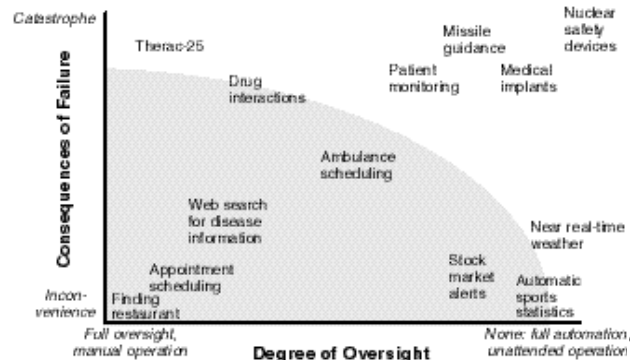 Catastrophe
Nuclear
safety
devices
Therac-25
Missile
guidance
Drug
interactions
Patient
monitoring
Medical
implants
Consequences of Failure
Ambulance
scheduling
Web search
for disease
information
Near real-time
weather
Appointment
scheduling
Stock
market
alerts
Automatic
sports
statistics
Incon-
venience
Finding
restaurant
Full oversight,
manual operation
Degree of Oversight
None: full automation,
unattended operation